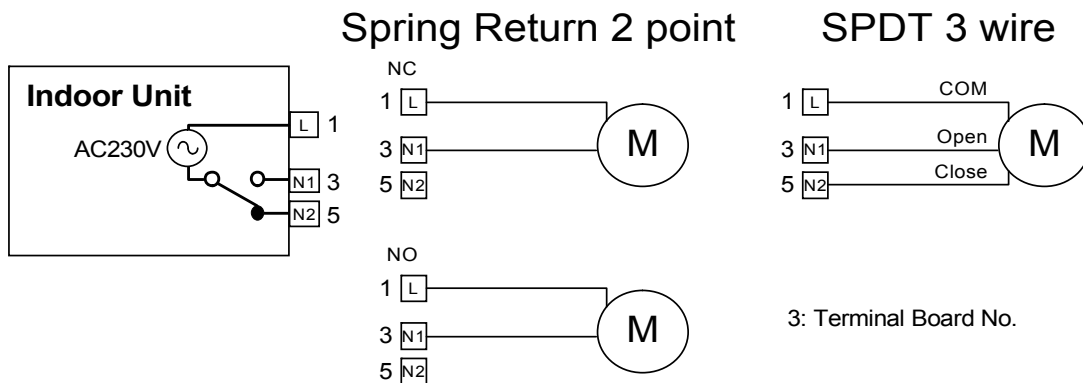 Spring Return 2 point
SPDT 3 wire
Indoor Unit
AC230V
L 1
N1 3
N2 5
NC
1 L
3 N1
5 N2
M
NO
1 L
3 N1
5 N2
M
1 L COM
3 N1 Open
5 N2 Close
M
3: Terminal Board No.